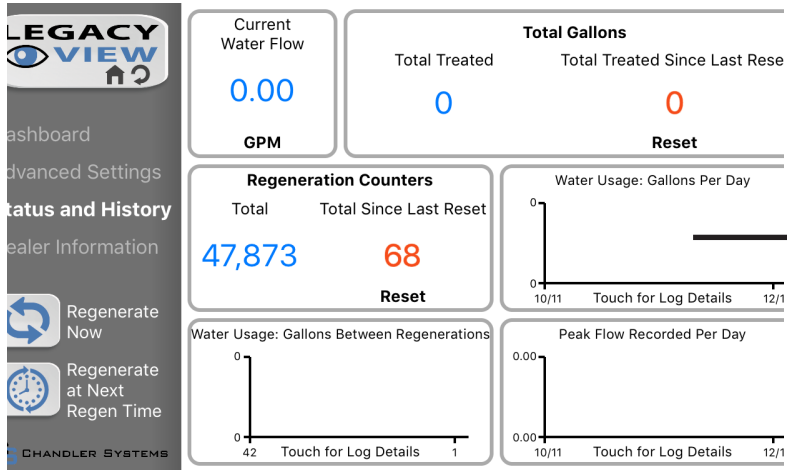 LEGACY
VIEW
ashboard
dvanced Settings
tatus and History
ealer Information
Regenerate
Now
Regenerate
at Next
Regen Time
CHANDLER SYSTEMS
Current
Water Flow
0.00
GPM
Total Gallons
Total Treated
0
Total Treated Since Last Rese
0
Reset
Regeneration Counters
Total
47,873
Total Since Last Reset
68
Reset
Water Usage: Gallons Per Day
0
0
10/11 Touch for Log Details 12/1
Water Usage: Gallons Between Regenerations
0
0
42 Touch for Log Details 1
Peak Flow Recorded Per Day
0.00
0.00
10/11 Touch for Log Details 12/1